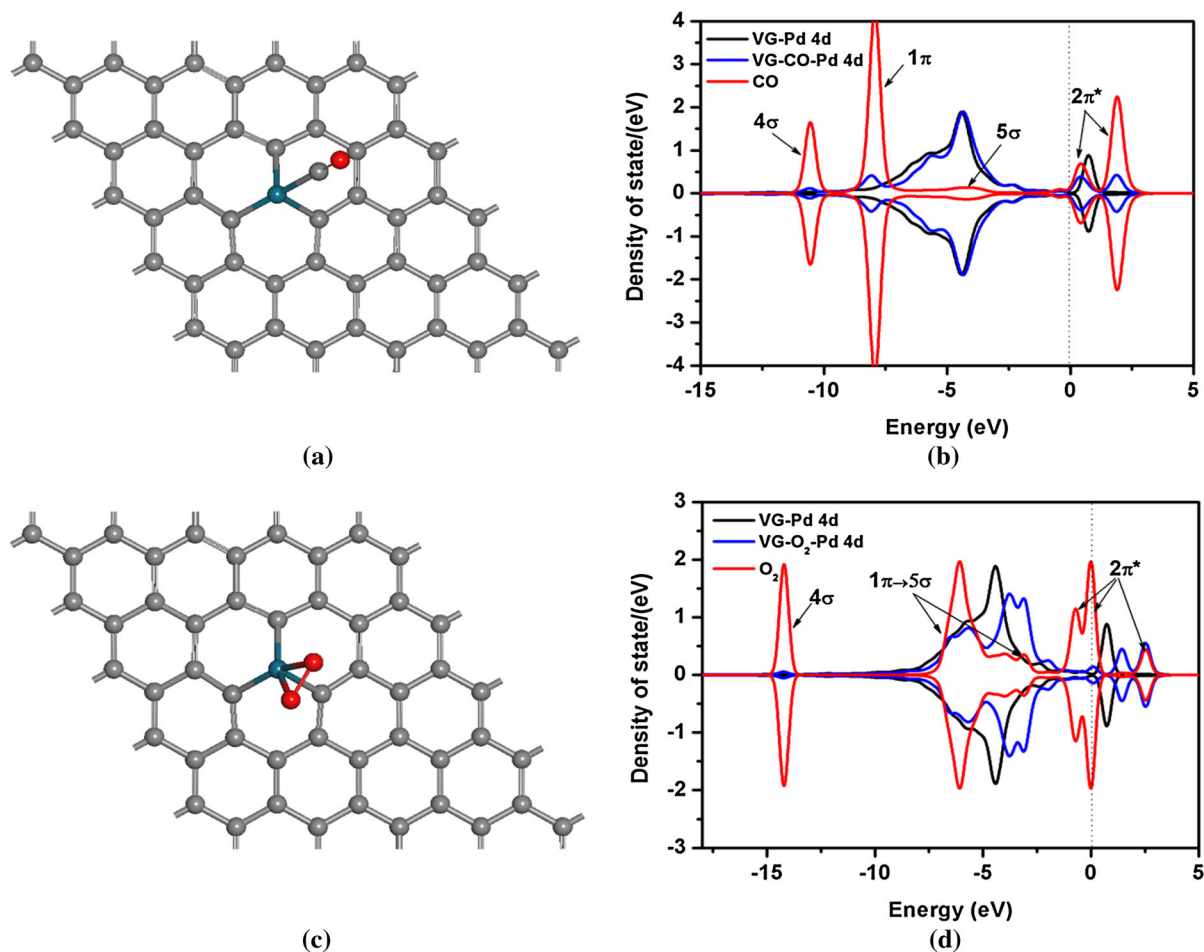 VG-Pd 4d
VG-CO-Pd 4d
CO
4σ
1π
5σ
2π*
4
3
2
1
0
-1
-2
-3
-4
Density of state/(eV)
-15
-10
-5
0
5
Energy (eV)
(a)
(b)
VG-Pd 4d
VG-O₂-Pd 4d
O₂
4σ
1π→5σ
2π*
3
2
1
0
-1
-2
-3
Density of state/(eV)
-15
-10
-5
0
5
Energy (eV)
(c)
(d)